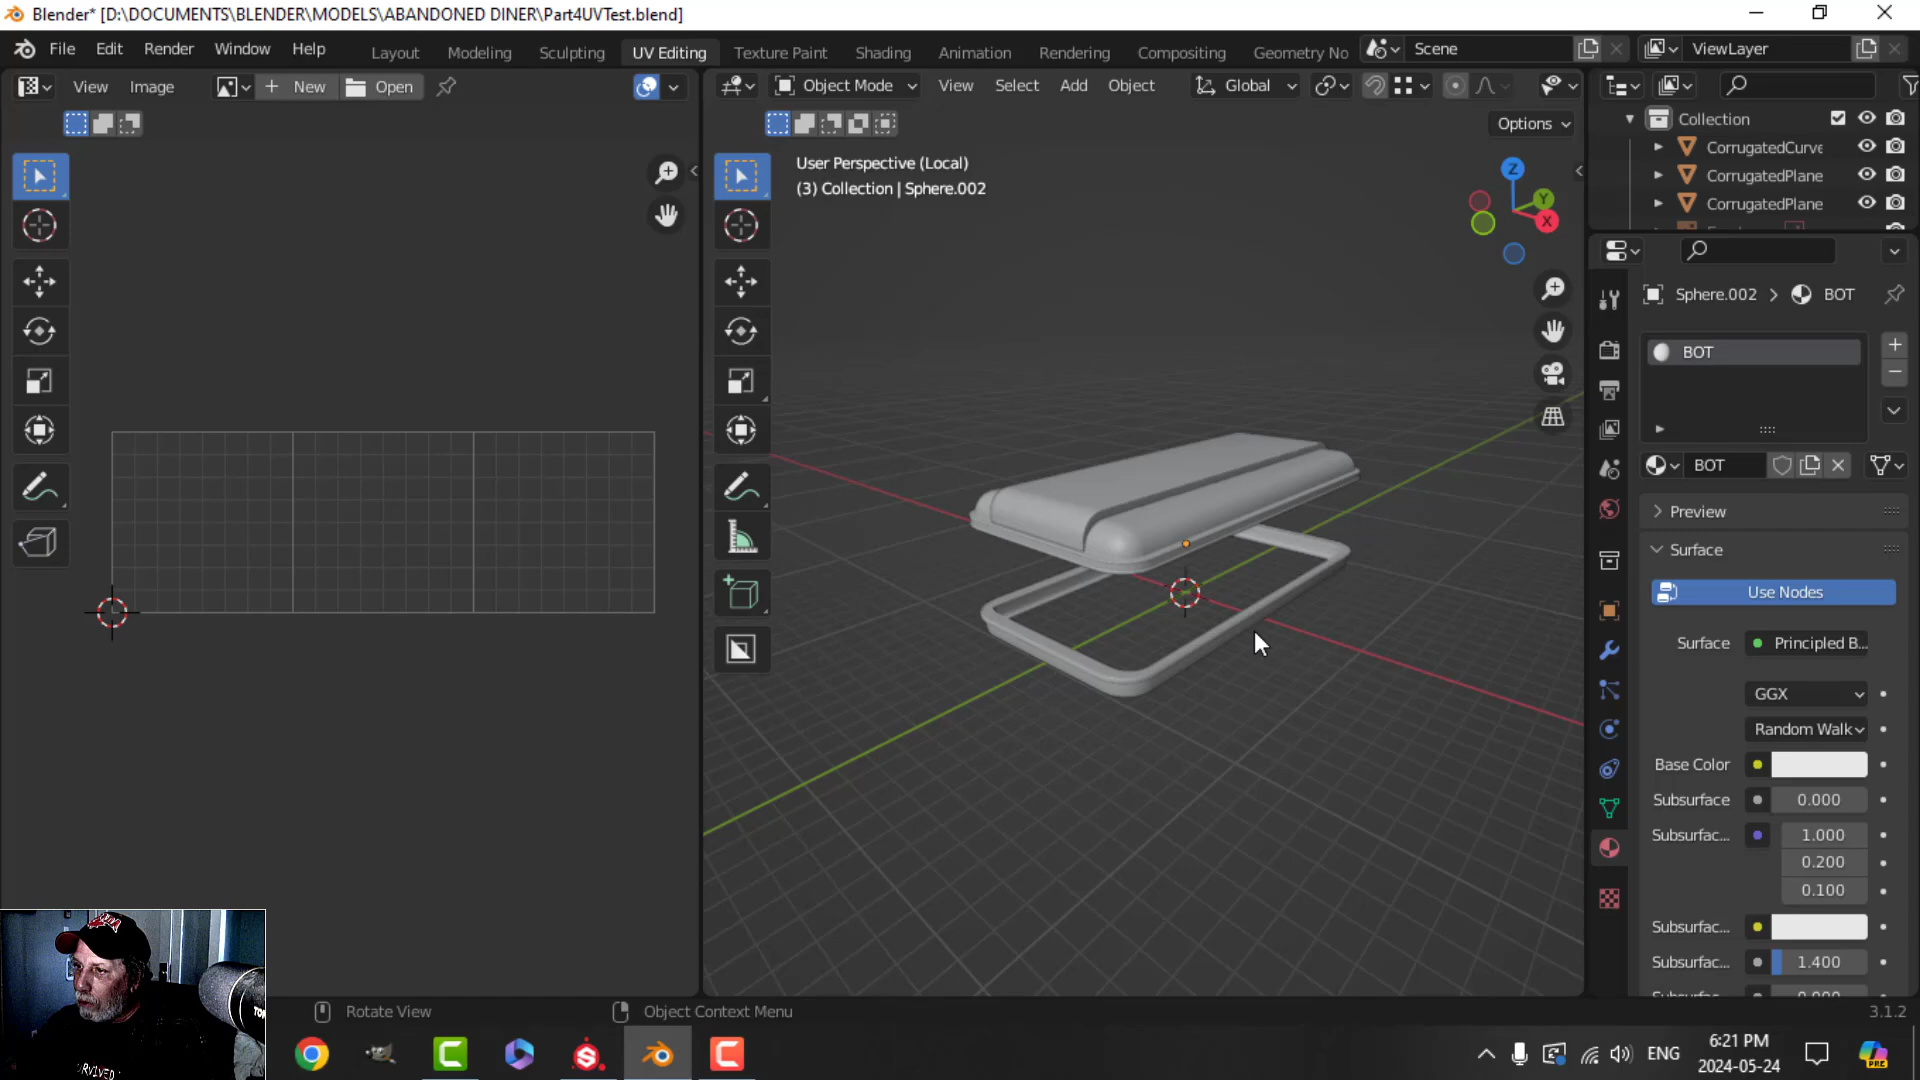 Blender* [D:\DOCUMENTS\BLENDER\MODELS\ABANDONED DINER\Part4UVTest.blend]
File Edit Render Window Help Layout Modeling Sculpting UV Editing Texture Paint Shading Animation Rendering Compositing Geometry No Scene ViewLayer
View Image New Open Object Mode View Select Add Object Global
Options
User Perspective (Local)
(3) Collection | Sphere.002
Z
Y
X
Collection
CorrugatedCurve
CorrugatedPlane
CorrugatedPlane
Sphere.002 > BOT
BOT
BOT
Preview
Surface
Use Nodes
Surface Principled B...
GGX
Random Walk
Base Color
Subsurface 0.000
Subsurfac... 1.000
0.200
0.100
Subsurfac...
Subsurfac... 1.400
Rotate View Object Context Menu 3.1.2
ENG
6:21 PM
2024-05-24
PRE